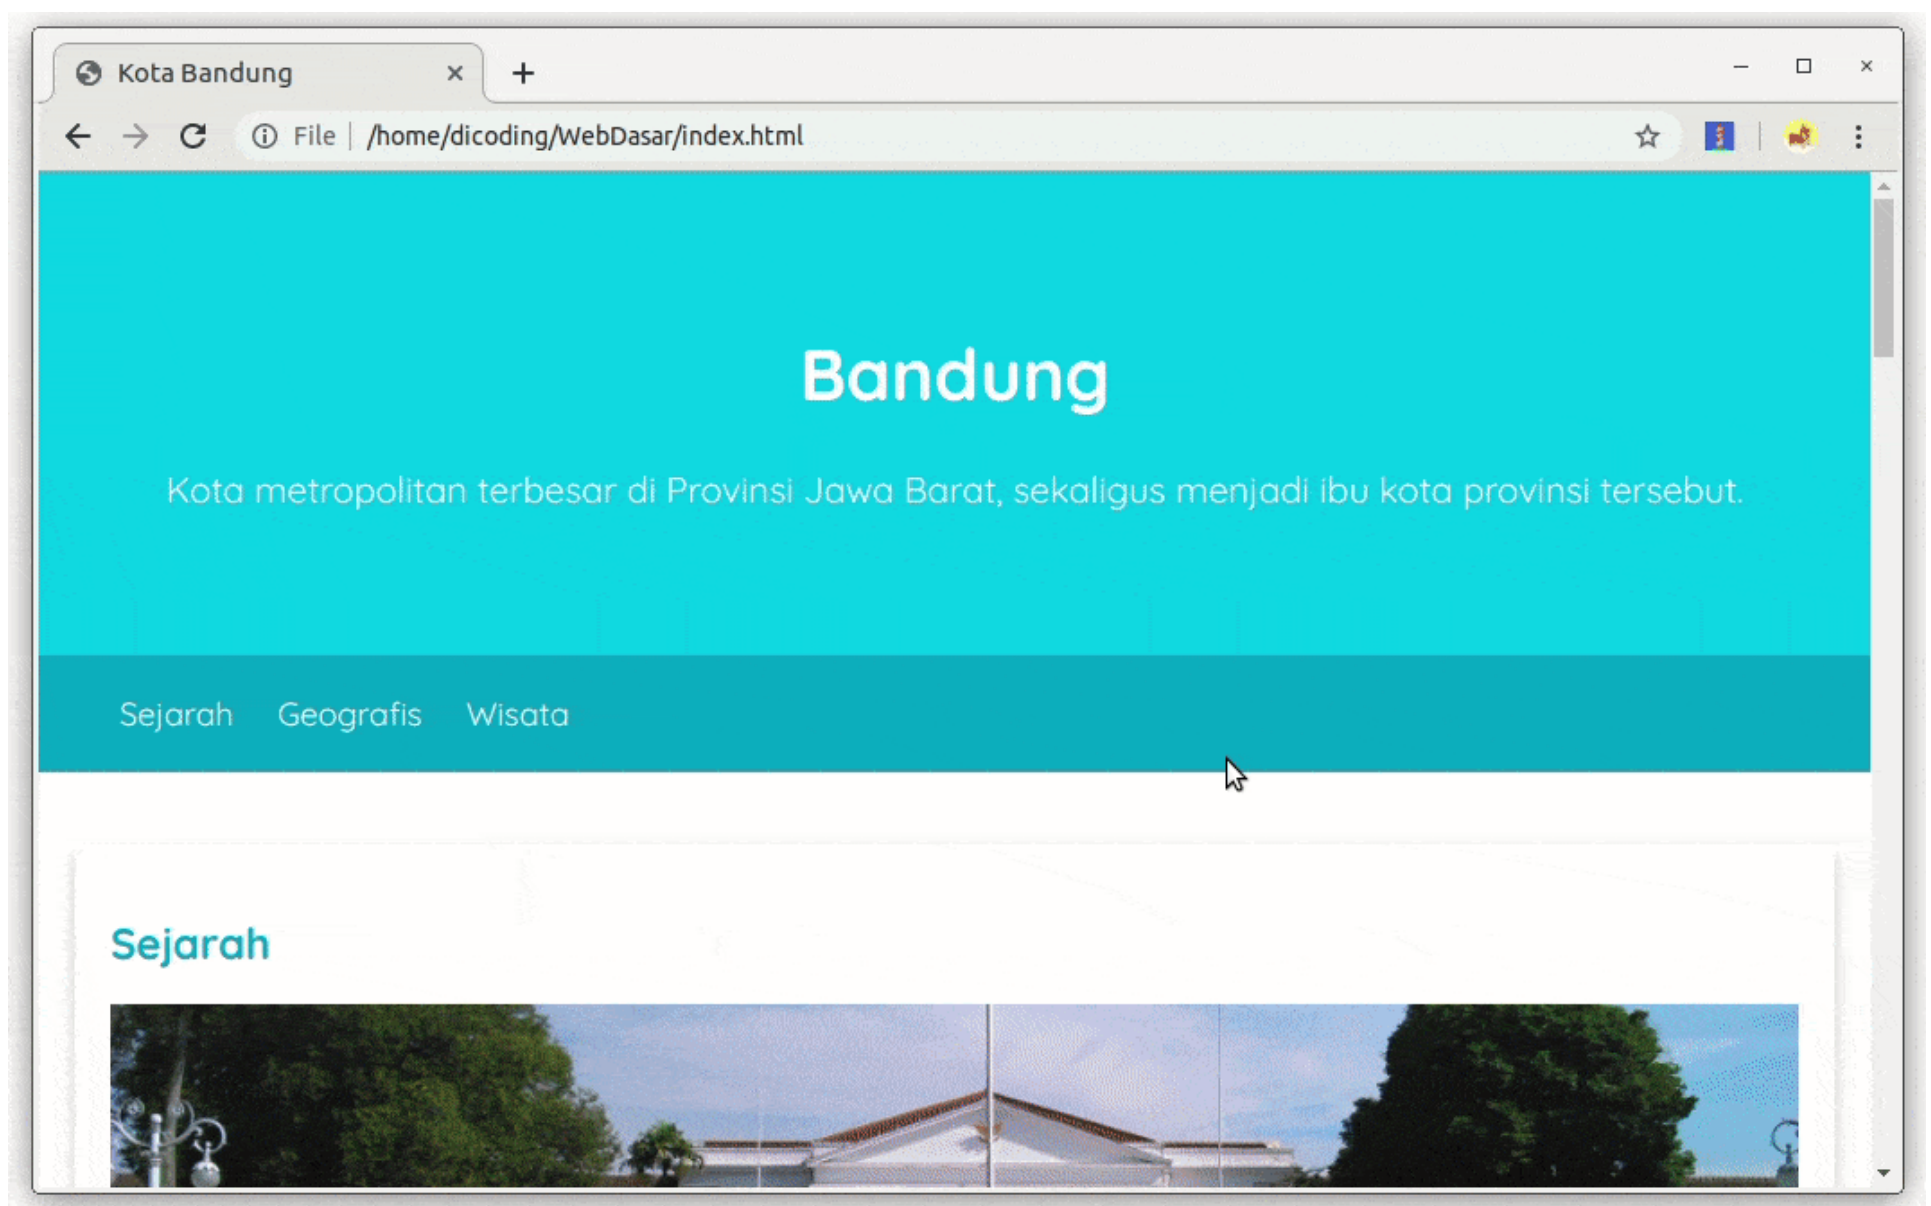 Kota Bandung
File /home/dicoding/WebDasar/index.html
Bandung
Kota metropolitan terbesar di Provinsi Jawa Barat, sekaligus menjadi ibu kota provinsi tersebut.
Sejarah Geografis Wisata
Sejarah